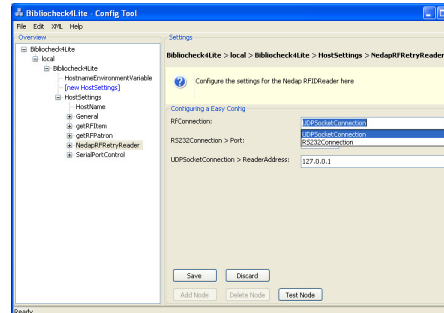 Bibliocheck4Lite - Config Tool
File Edit XML Help
Overview
Bibliocheck4Lite
local
Bibliocheck4Lite
HostnameEnvironmentVariable
[new HostSettings]
HostSettings
HostName
General
getRFItem
getRFPatron
NedapRFRetryReader
SerialPortControl
Settings
Bibliocheck4Lite > local > Bibliocheck4Lite > HostSettings > NedapRFRetryReader
Configure the settings for the Nedap RFIDReader here
Configuring a Easy Config
RFConnection: UDPSocketConnection
UDPSocketConnection
RS232Connection
RS232Connection > Port:
UDPSocketConnection > ReaderAddress: 127.0.0.1
Save Discard
Add Node Delete Node Test Node
Ready